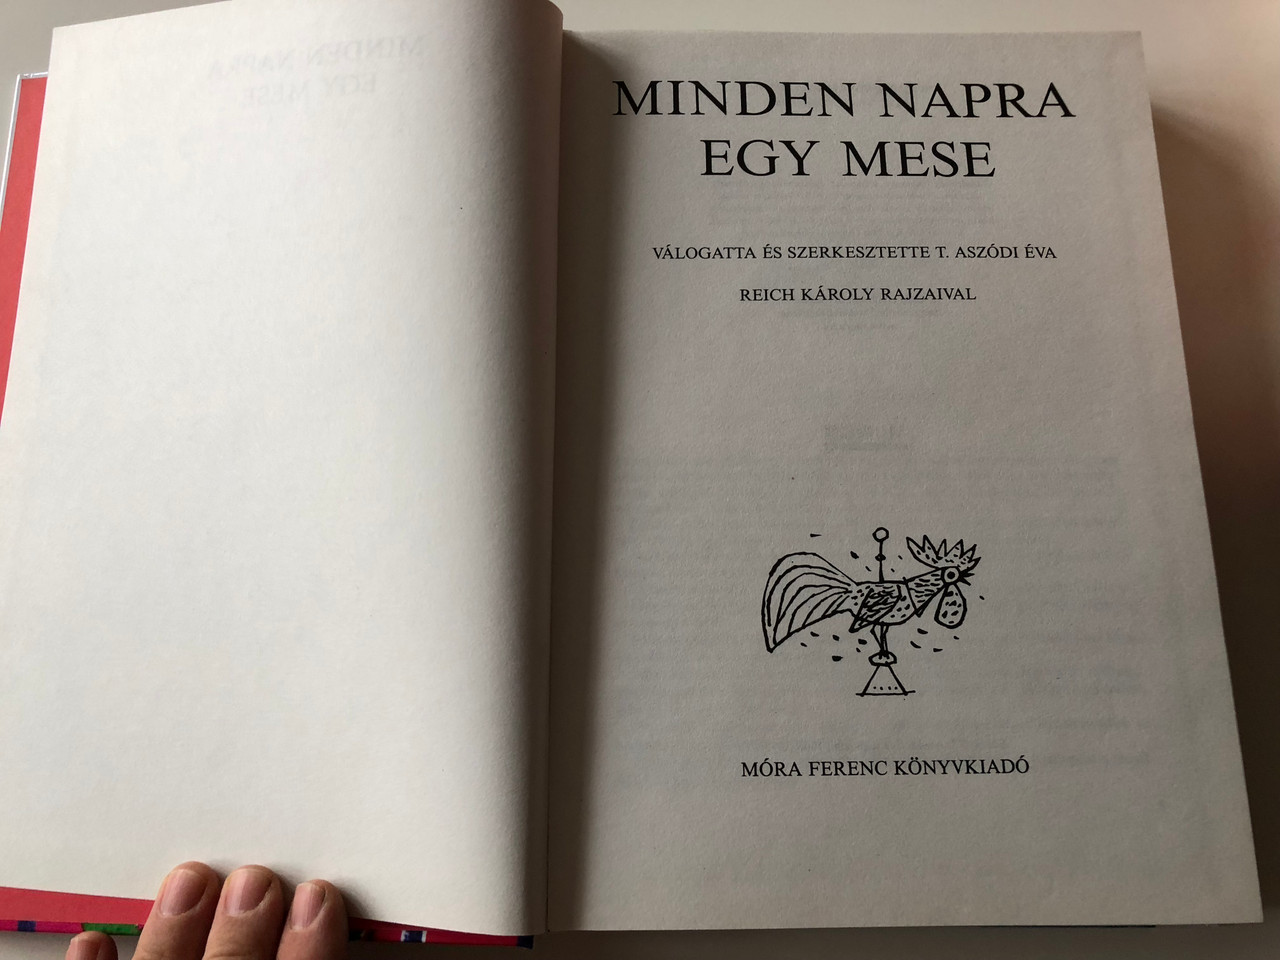 MINDEN NAPRA
EGY MESE
VÁLOGATTA ÉS SZERKESZTETTE T. ASZÓDI ÉVA
REICH KÁROLY RAJZAIVAL
MÓRA FERENC KÖNYVKIADÓ